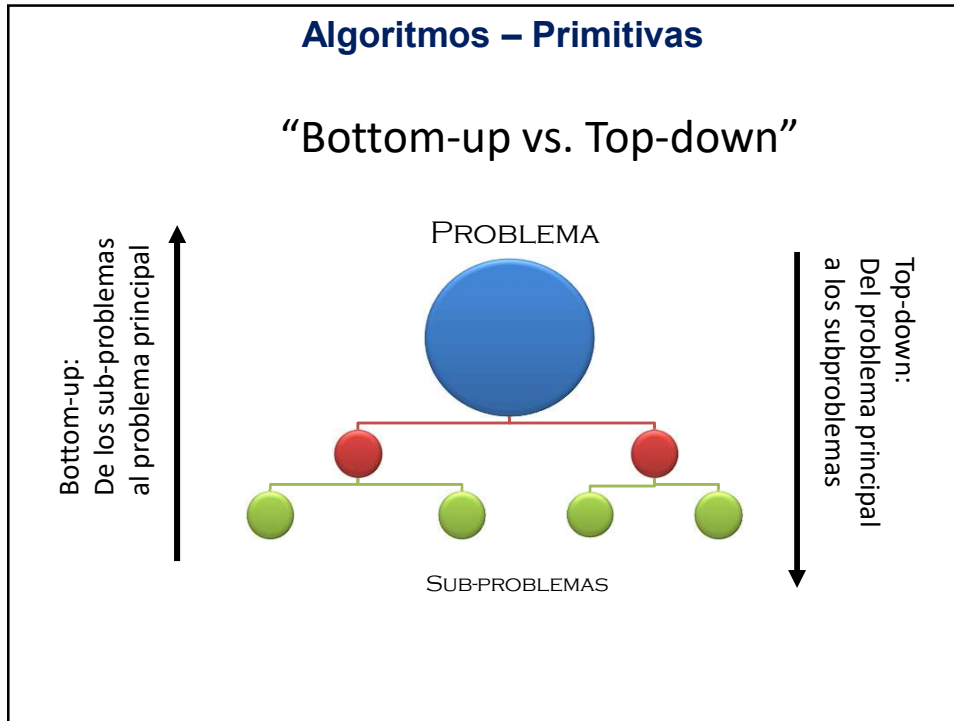 Algoritmos – Primitivas
“Bottom-up vs. Top-down”
PROBLEMA
Bottom-up:
De los sub-problemas
al problema principal
Top-down:
Del problema principal
a los subproblemas
SUB-PROBLEMAS